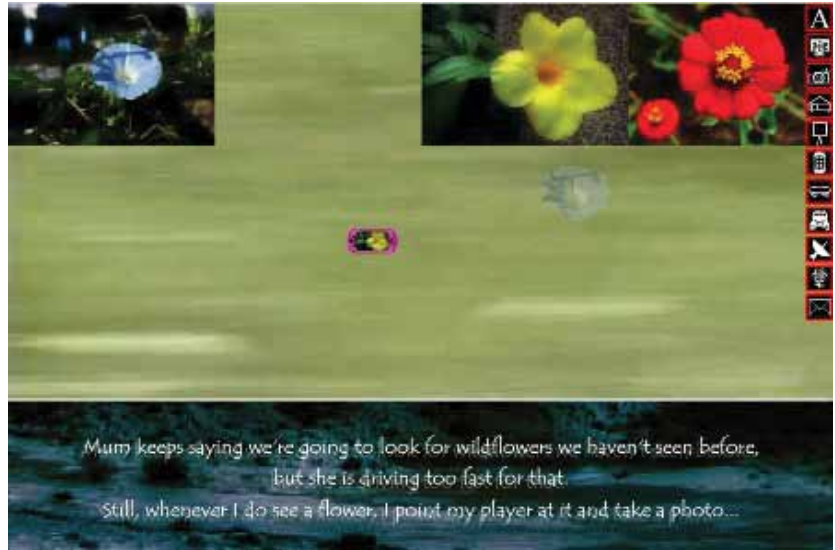 A
Mum keeps saying we're going to look for wildflowers we haven't seen before,
but she is driving too fast for that.
Still, whenever I do see a flower, I point my player at it and take a photo...